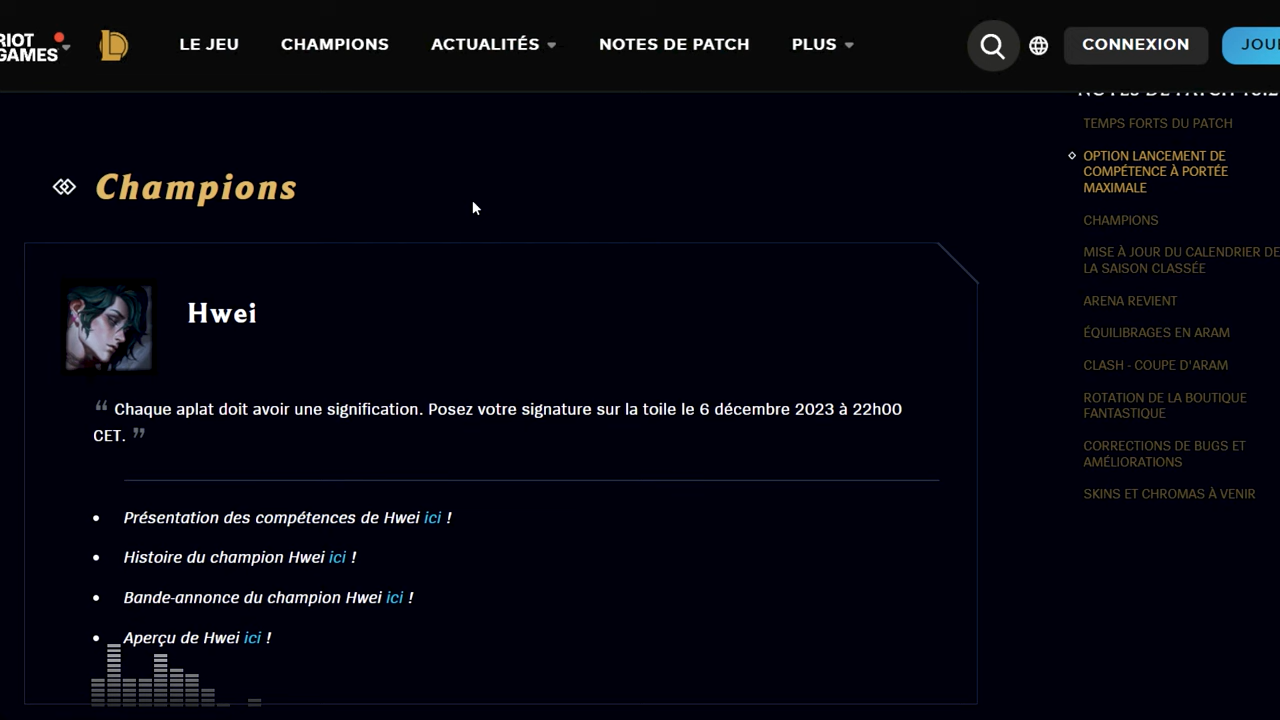 RIOT
GAMES
LE JEU
CHAMPIONS
ACTUALITÉS
NOTES DE PATCH
PLUS
CONNEXION
JOU
Champions
Hwei
“ Chaque aplat doit avoir une signification. Posez votre signature sur la toile le 6 décembre 2023 à 22h00
CET. ”
• Présentation des compétences de Hwei ici !
• Histoire du champion Hwei ici !
• Bande-annonce du champion Hwei ici !
• Aperçu de Hwei ici !
NOTES DE PATCH
TEMPS FORTS DU PATCH
OPTION LANCEMENT DE
COMPÉTENCE À PORTÉE
MAXIMALE
CHAMPIONS
MISE À JOUR DU CALENDRIER DE
LA SAISON CLASSÉE
ARENA REVIENT
ÉQUILIBRAGES EN ARAM
CLASH - COUPE D'ARAM
ROTATION DE LA BOUTIQUE
FANTASTIQUE
CORRECTIONS DE BUGS ET
AMÉLIORATIONS
SKINS ET CHROMAS À VENIR